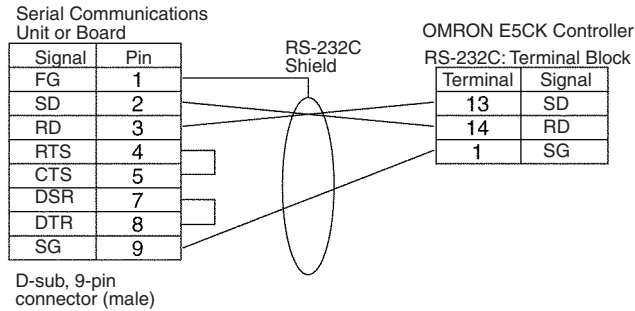 Serial Communications
Unit or Board
Signal Pin
FG 1
SD 2
RD 3
RTS 4
CTS 5
DSR 7
DTR 8
SG 9
D-sub, 9-pin
connector (male)
RS-232C
Shield
OMRON E5CK Controller
RS-232C: Terminal Block
Terminal Signal
13 SD
14 RD
1 SG